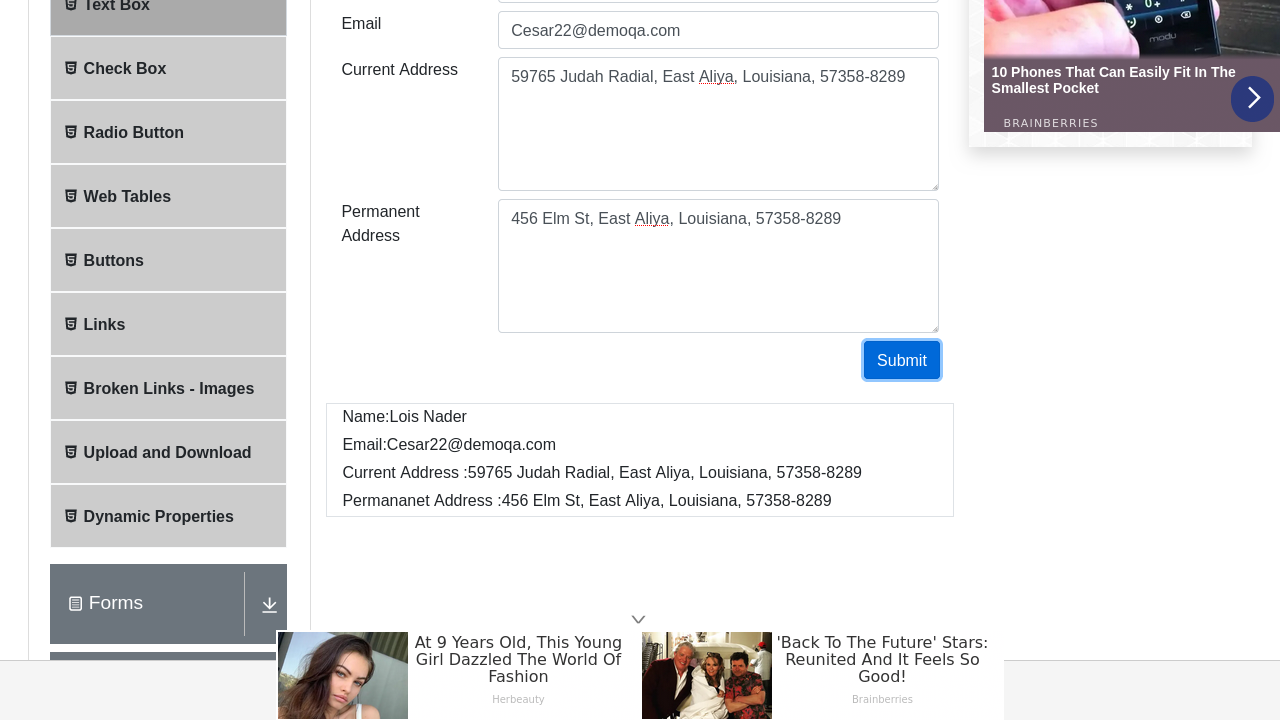 Text Box
Check Box
Radio Button
Web Tables
Buttons
Links
Broken Links - Images
Upload and Download
Dynamic Properties
Forms
Email
Cesar22@demoqa.com
Current Address
59765 Judah Radial, East Aliya, Louisiana, 57358-8289
Permanent
Address
456 Elm St, East Aliya, Louisiana, 57358-8289
Submit
Name:Lois Nader
Email:Cesar22@demoqa.com
Current Address :59765 Judah Radial, East Aliya, Louisiana, 57358-8289
Permananet Address :456 Elm St, East Aliya, Louisiana, 57358-8289
modu
10 Phones That Can Easily Fit In The
Smallest Pocket
BRAINBERRIES
At 9 Years Old, This Young
Girl Dazzled The World Of
Fashion
Herbeauty
'Back To The Future' Stars:
Reunited And It Feels So
Good!
Brainberries